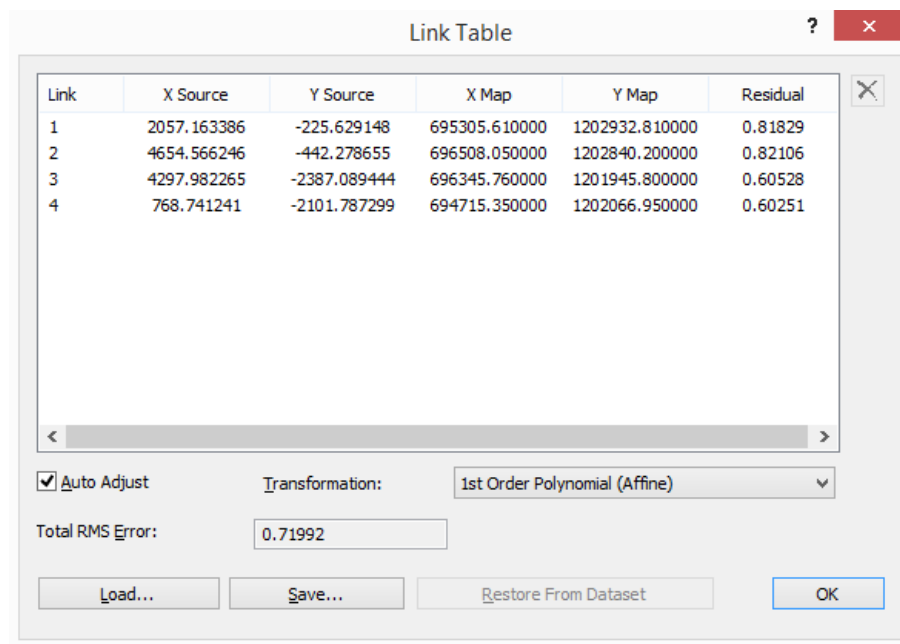 Link Table ?
Link X Source Y Source X Map Y Map Residual
1 2057.163386 -225.629148 695305.610000 1202932.810000 0.81829
2 4654.566246 -442.278655 696508.050000 1202840.200000 0.82106
3 4297.982265 -2387.089444 696345.760000 1201945.800000 0.60528
4 768.741241 -2101.787299 694715.350000 1202066.950000 0.60251
Auto Adjust Transformation: 1st Order Polynomial (Affine)
Total RMS Error: 0.71992
Load... Save... Restore From Dataset OK